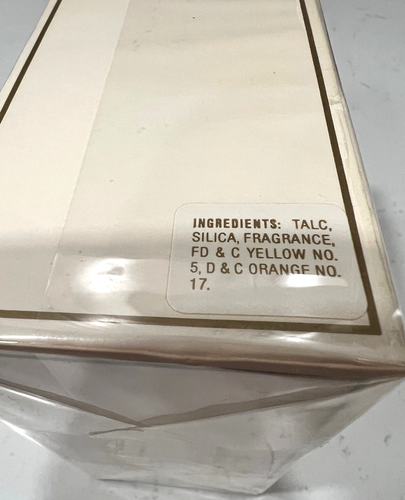 INGREDIENTS: TALC,
SILICA, FRAGRANCE,
FD & C YELLOW NO.
5, D & C ORANGE NO.
17.